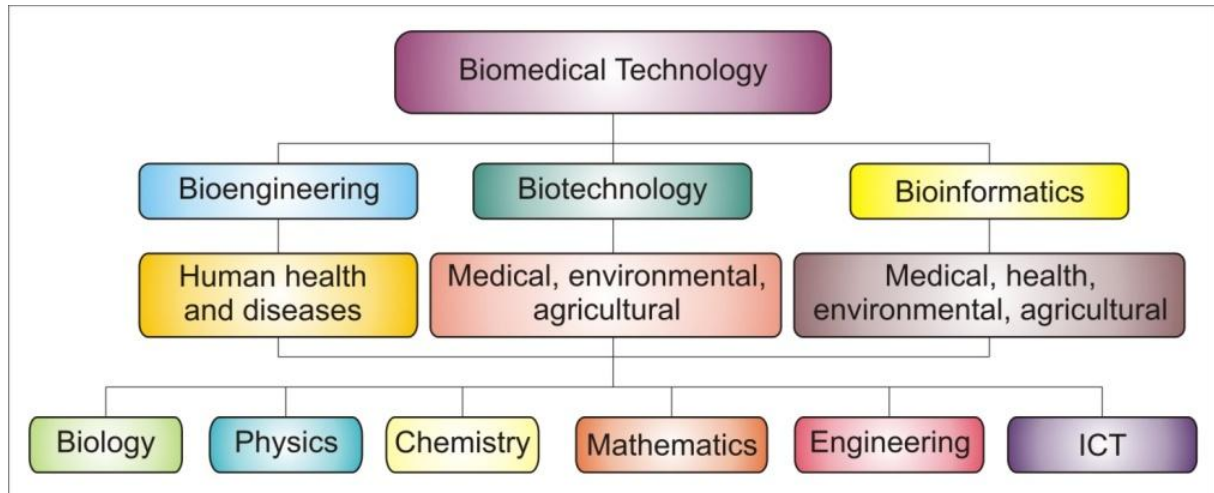 Biomedical Technology
Bioengineering
Biotechnology
Bioinformatics
Human health
and diseases
Medical, environmental,
agricultural
Medical, health,
environmental, agricultural
Biology
Physics
Chemistry
Mathematics
Engineering
ICT